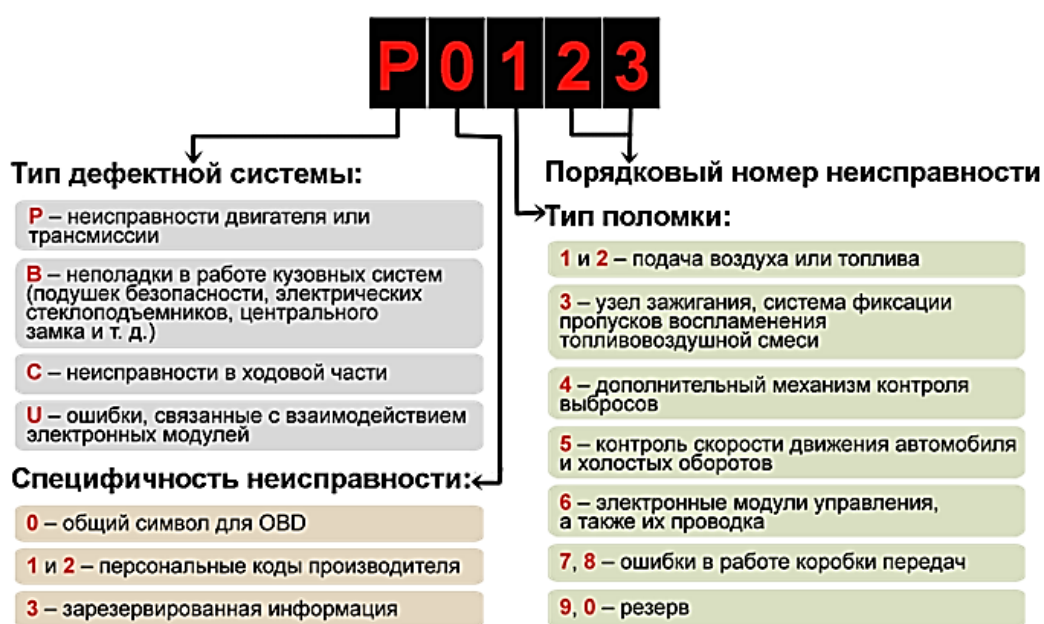 P0123
Тип дефектной системы:
P – неисправности двигателя или
трансмиссии
B – неполадки в работе кузовных систем
(подушек безопасности, электрических
стеклоподъемников, центрального
замка и т. д.)
C – неисправности в ходовой части
U – ошибки, связанные с взаимодействием
электронных модулей
Специфичность неисправности:
0 – общий символ для OBD
1 и 2 – персональные коды производителя
3 – зарезервированная информация
Порядковый номер неисправности
Тип поломки:
1 и 2 – подача воздуха или топлива
3 – узел зажигания, система фиксации
пропусков воспламенения
топливовоздушной смеси
4 – дополнительный механизм контроля
выбросов
5 – контроль скорости движения автомобиля
и холостых оборотов
6 – электронные модули управления,
а также их проводка
7, 8 – ошибки в работе коробки передач
9, 0 – резерв